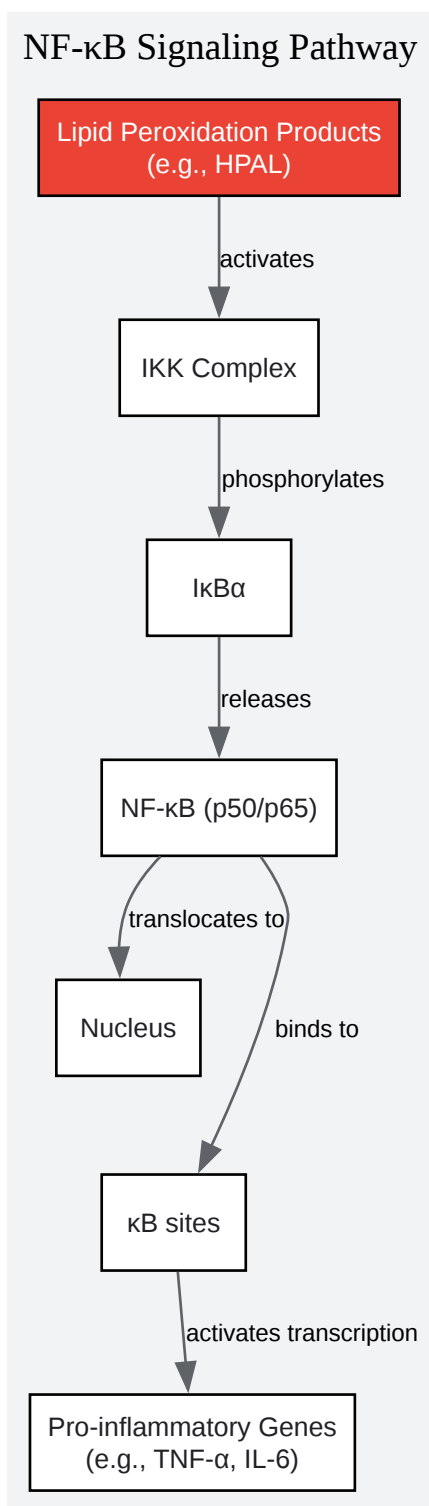 NF-κB Signaling Pathway
Lipid Peroxidation Products
(e.g., HPAL)
activates
IKK Complex
phosphorylates
IκBα
releases
NF-κB (p50/p65)
translocates to
Nucleus
binds to
κB sites
activates transcription
Pro-inflammatory Genes
(e.g., TNF-α, IL-6)